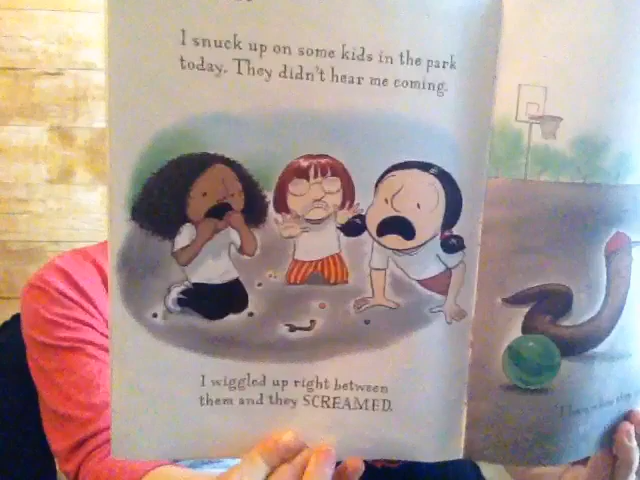 I snuck up on some kids in the park
today. They didn't hear me coming.
I wiggled up right between
them and they SCREAMED.